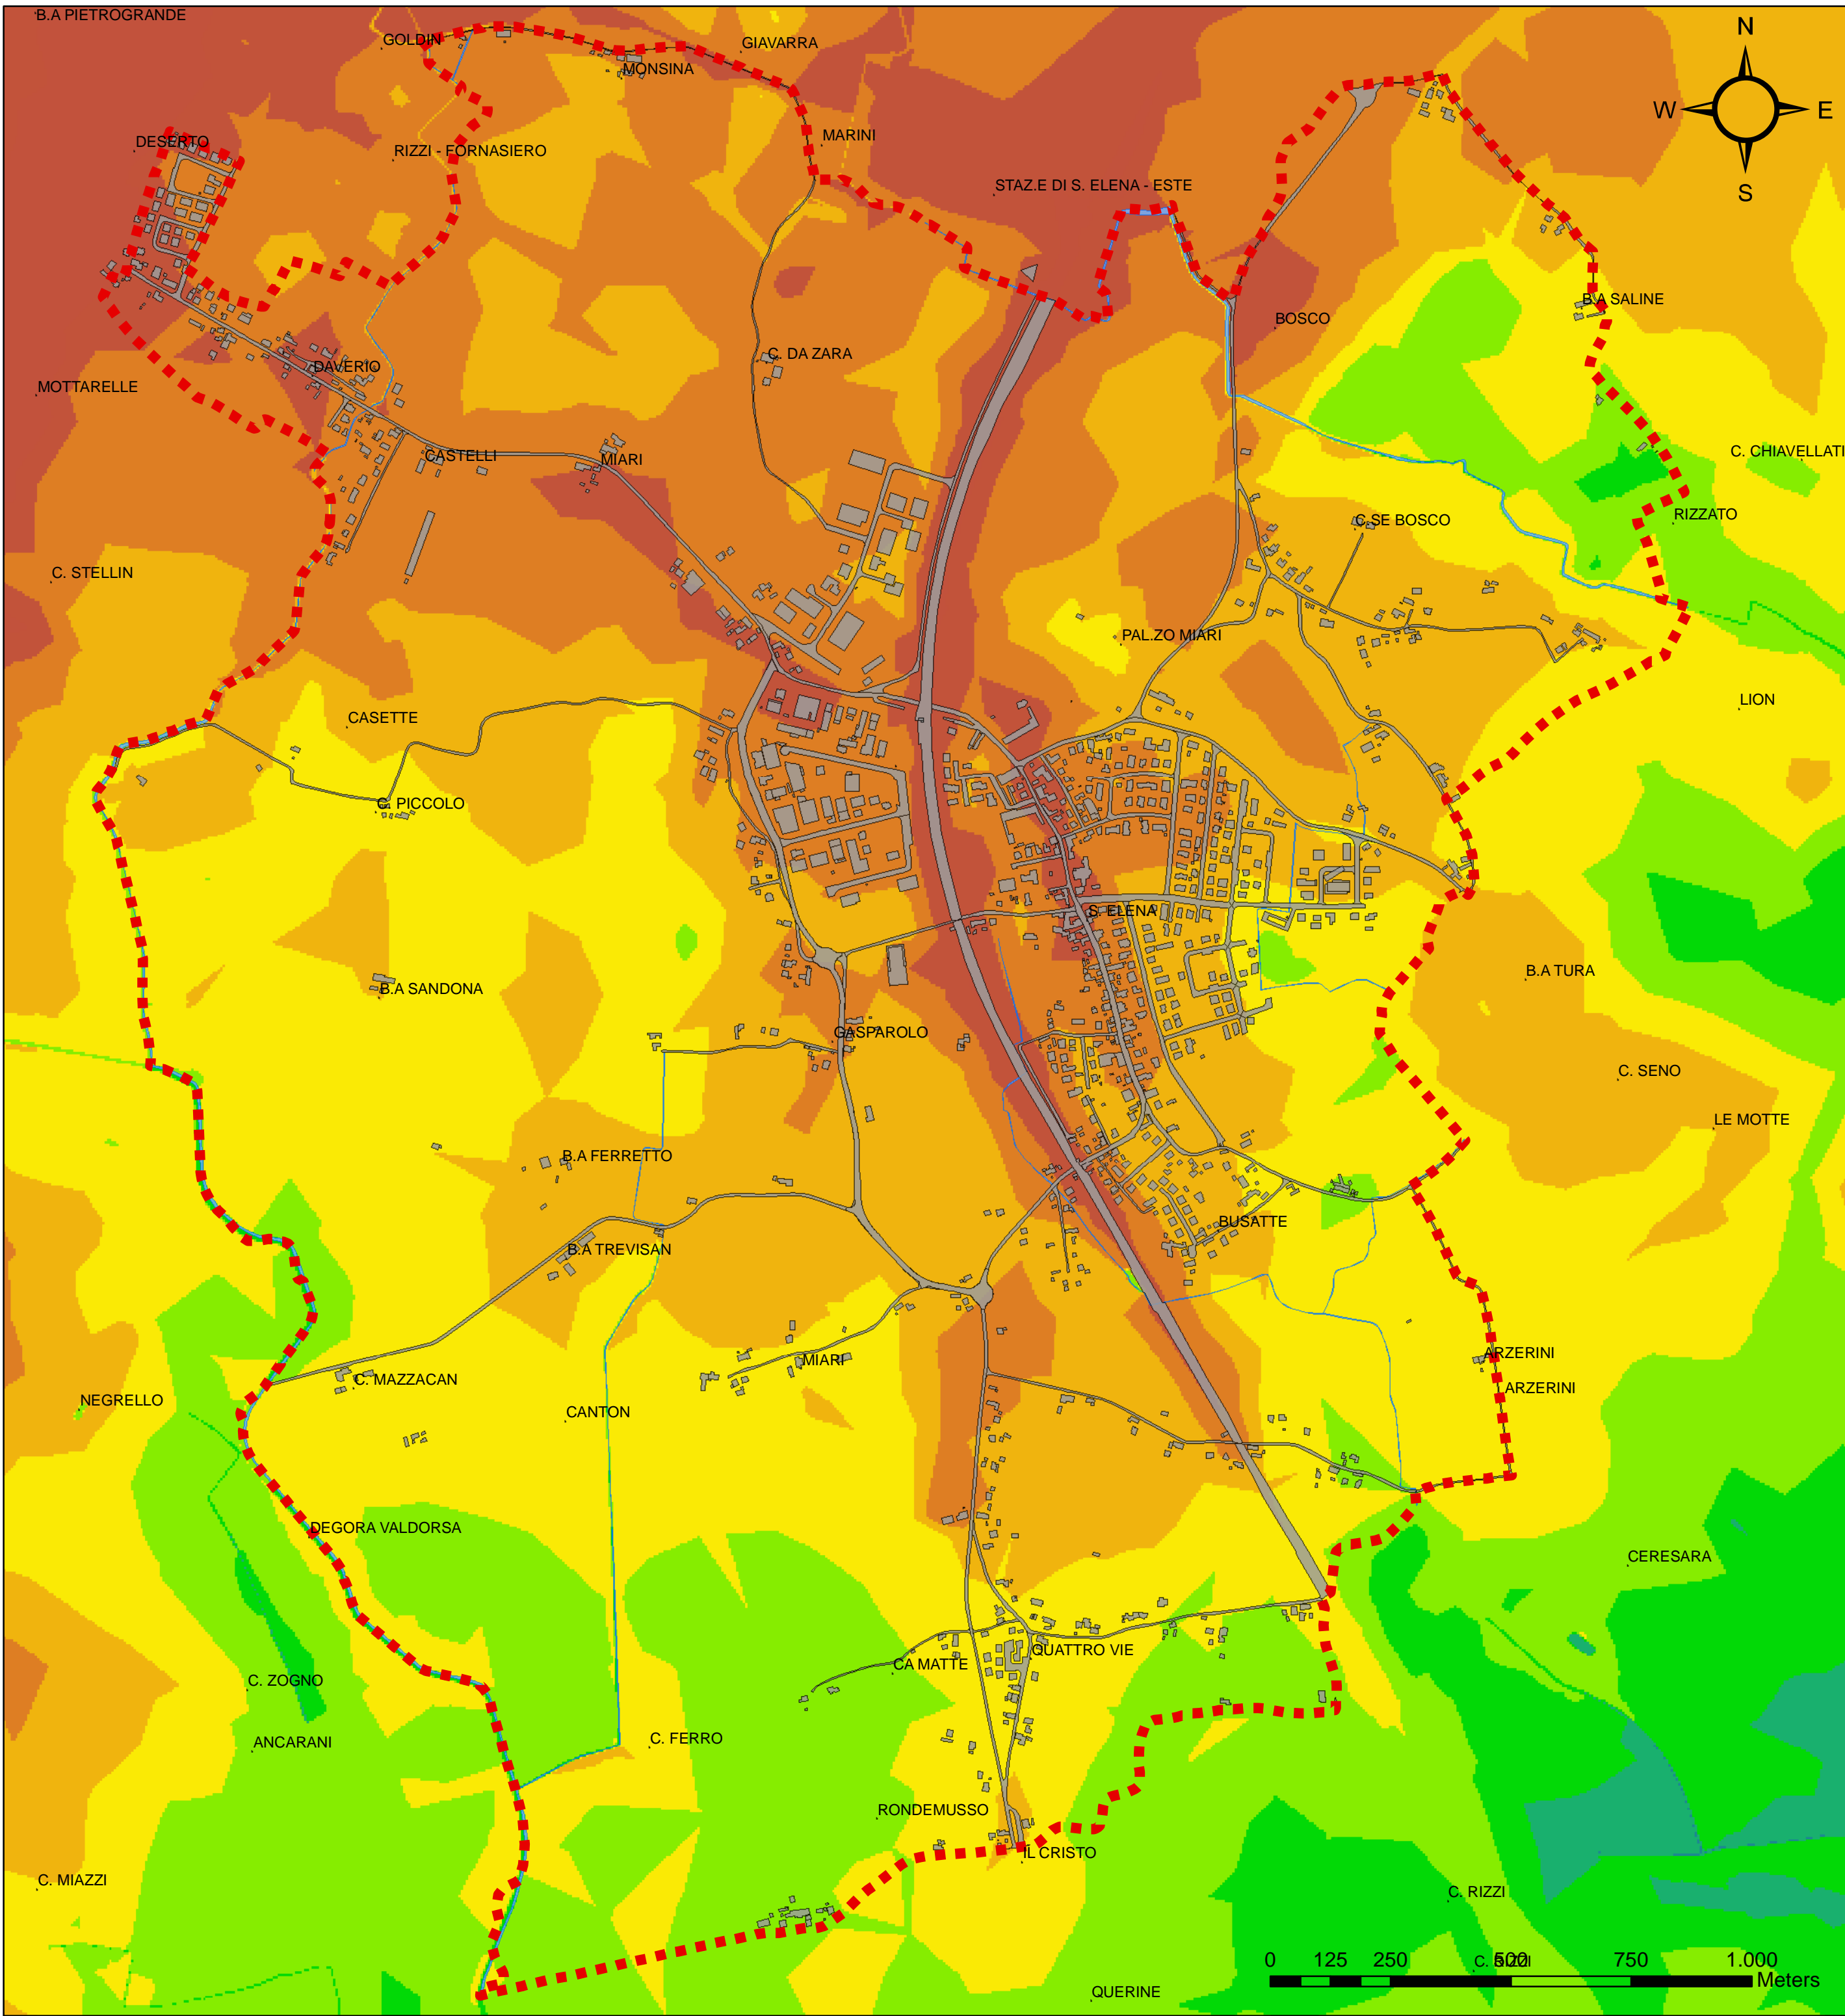 B.A PIETROGRANDE
GOLDIN
GIAVARRA
MONSINA
N
W
E
S
MARINI
DESERTO
RIZZI - FORNASIERO
STAZ.E DI S. ELENA - ESTE
B.A SALINE
BOSCO
C. DA ZARA
DAVERIO
MOTTARELLE
CASTELLI
MIARI
C. CHIAVELLATI
RIZZATO
C.SE BOSCO
C. STELLIN
PAL.ZO MIARI
LION
CASETTE
C. PICCOLO
S. ELENA
B.A TURA
B.A SANDONA
GASPAROLO
C. SENO
LE MOTTE
B.A FERRETTO
BUSATTE
B.A TREVISAN
ARZERINI
MIARI
C. MAZZACAN
ARZERINI
NEGRELLO
CANTON
DEGORA VALDORSA
CERESARA
QUATTRO VIE
CA MATTE
C. ZOGNO
C. FERRO
ANCARANI
RONDEMUSSO
IL CRISTO
C. MIAZZI
C. RIZZI
C. RIZZI
0 125 250 500 750 1.000
Meters
QUERINE